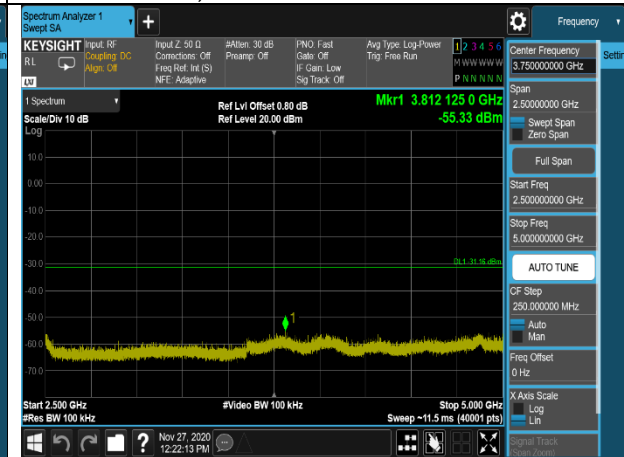 Spectrum Analyzer 1
Swept SA
+
Frequency
KEYSIGHT
RL
LXI
Input: RF
Coupling: DC
Align: Off
Input Z: 50 Ω
Corrections: Off
Freq Ref: Int (S)
NFE: Adaptive
#Atten: 30 dB
Preamp: Off
PNO: Fast
Gate: Off
IF Gain: Low
Sig Track: Off
Avg Type: Log-Power
Trig: Free Run
1 2 3 4 5 6
M W W W W W
P N N N N N
Center Frequency
3.750000000 GHz
Settin
Span
2.50000000 GHz
Swept Span
Zero Span
Full Span
Start Freq
2.500000000 GHz
Stop Freq
5.000000000 GHz
AUTO TUNE
CF Step
250.000000 MHz
Auto
Man
Freq Offset
0 Hz
X Axis Scale
Log
Lin
Signal Track
(Span Zoom)
1 Spectrum
Scale/Div 10 dB
Ref Lvl Offset 0.80 dB
Ref Level 20.00 dBm
Mkr1 3.812 125 0 GHz
-55.33 dBm
Log
10.0
0.00
-10.0
-20.0
-30.0
-40.0
-50.0
-60.0
-70.0
DL1 -31.16 dBm
1
Start 2.500 GHz
#Res BW 100 kHz
#Video BW 100 kHz
Stop 5.000 GHz
Sweep ~11.5 ms (40001 pts)
?
Nov 27, 2020
12:22:13 PM